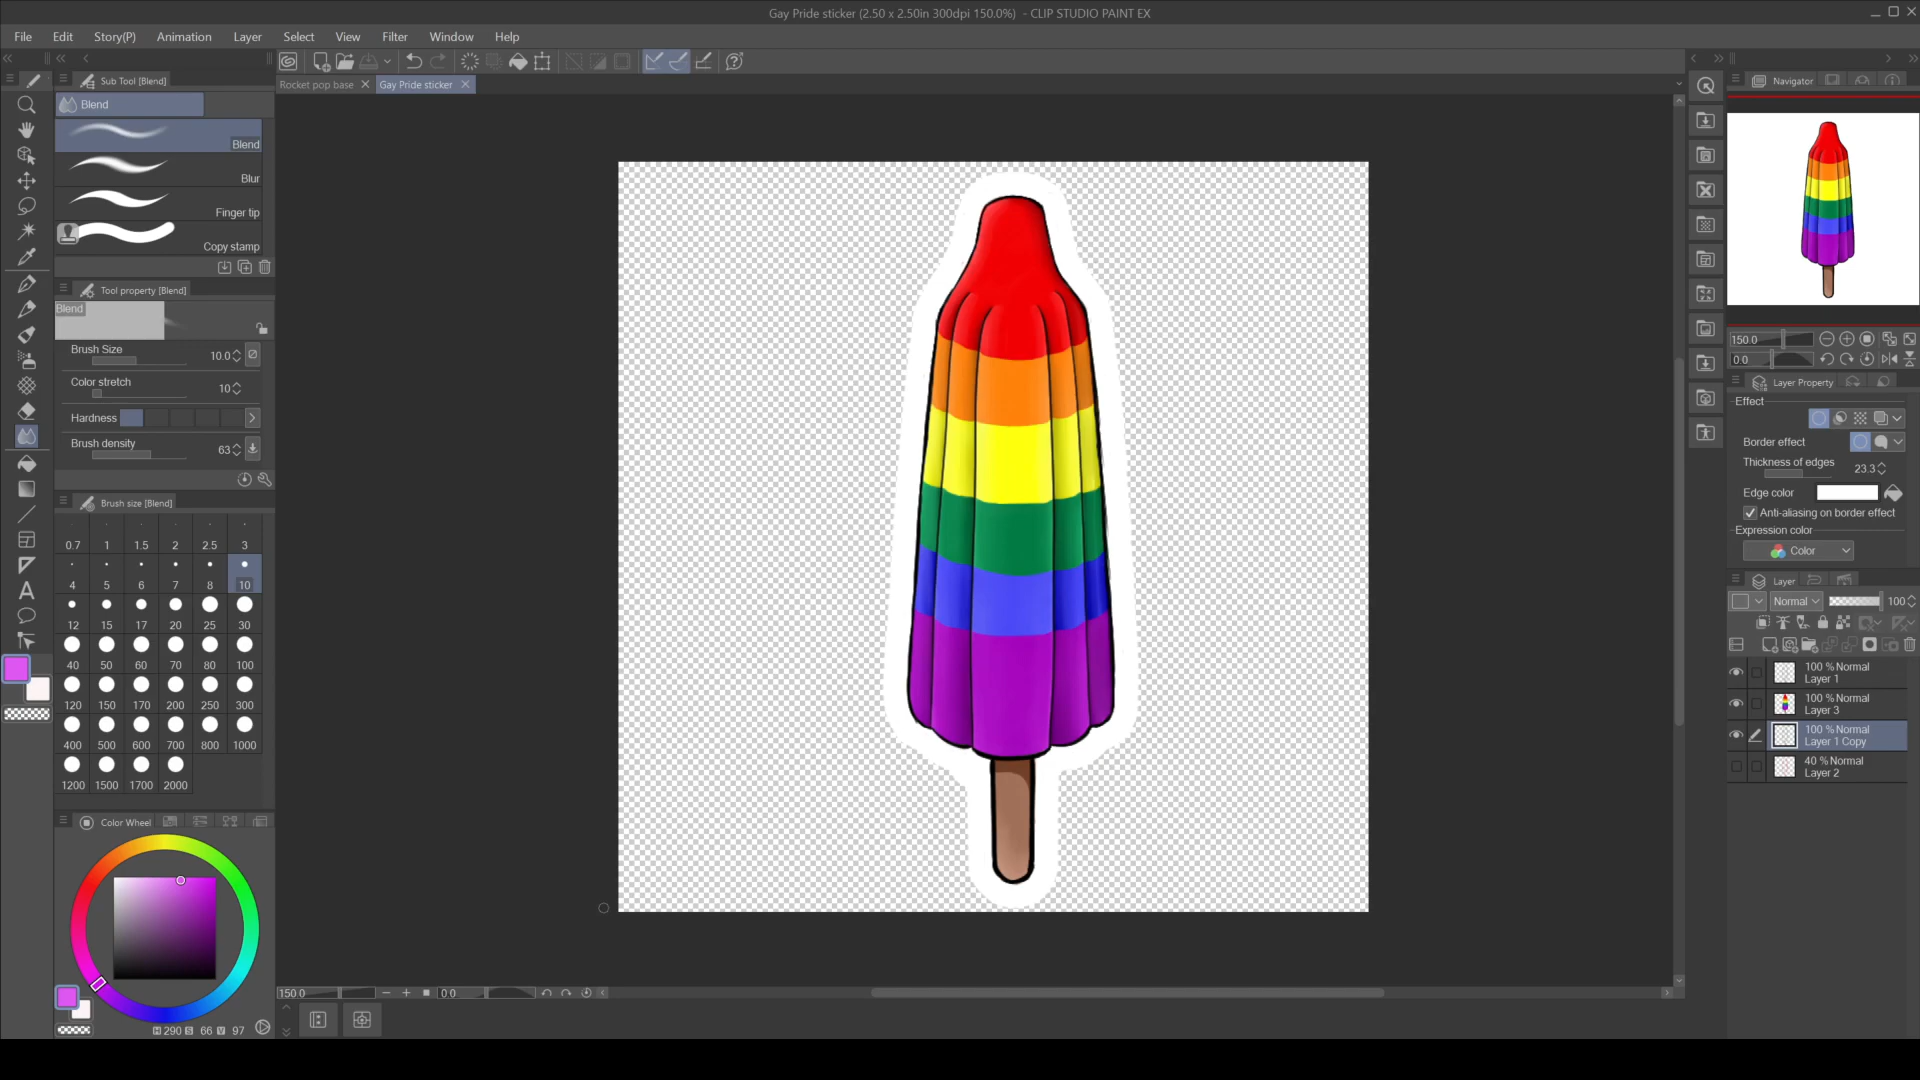 Gay Pride sticker (2.50 x 2.50in 300dpi 150.0%) - CLIP STUDIO PAINT EX
File Edit Story(P) Animation Layer Select View Filter Window Help
Sub Tool [Blend]
Blend
Blend
Blur
Finger tip
Copy stamp
Tool property [Blend]
Blend
Brush Size 10.0
Color stretch 10
Hardness
Brush density 63
Brush size [Blend]
0.7 1 1.5 2 2.5 3
4 5 6 7 8 10
12 15 17 20 25 30
40 50 60 70 80 100
120 150 170 200 250 300
400 500 600 700 800 1000
1200 1500 1700 2000
Color Wheel
H 290 S 66 V 97
Rocket pop base
Gay Pride sticker
150.0
0 0
Navigator
150.0
0 0
Layer Property
Effect
Border effect
Thickness of edges 23.3
Edge color
Anti-aliasing on border effect
Expression color
Color
Layer
Normal 100
100 % Normal
Layer 1
100 % Normal
Layer 3
100 % Normal
Layer 1 Copy
40 % Normal
Layer 2